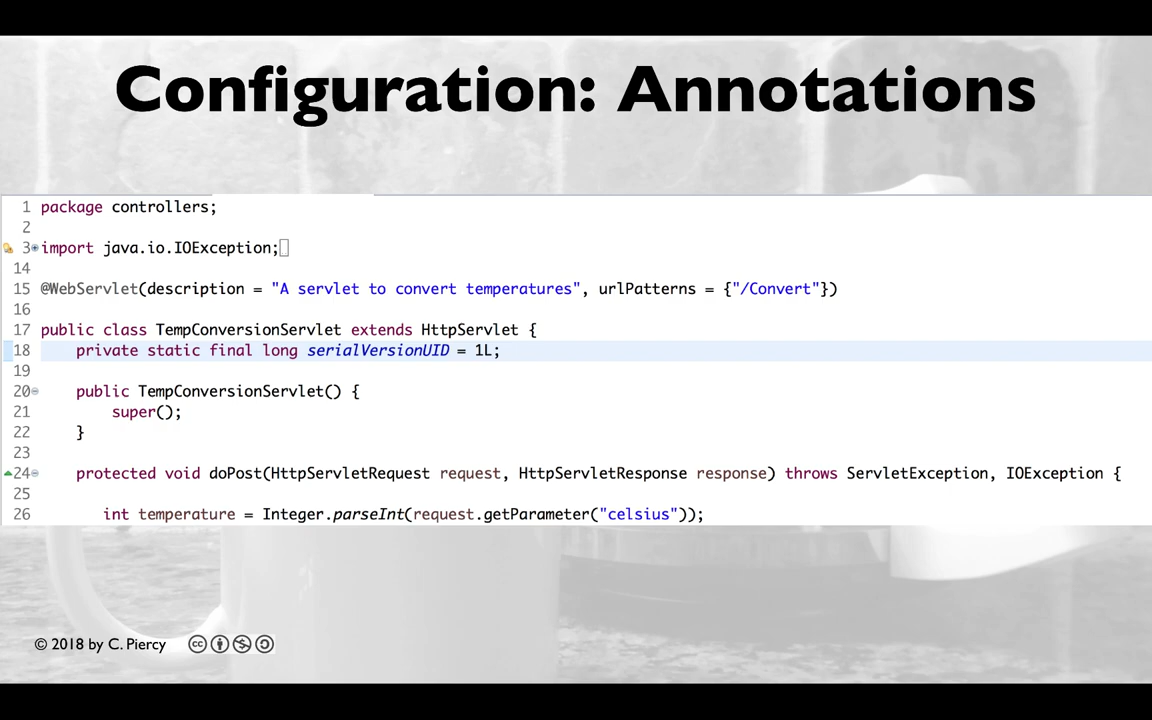 Configuration: Annotations
1 package controllers;
2
3 import java.io.IOException;
14
15 @WebServlet(description = "A servlet to convert temperatures", urlPatterns = {"/Convert"})
16
17 public class TempConversionServlet extends HttpServlet {
18 private static final long serialVersionUID = 1L;
19
20 public TempConversionServlet() {
21 super();
22 }
23
24 protected void doPost(HttpServletRequest request, HttpServletResponse response) throws ServletException, IOException {
25
26 int temperature = Integer.parseInt(request.getParameter("celsius"));
© 2018 by C. Piercy